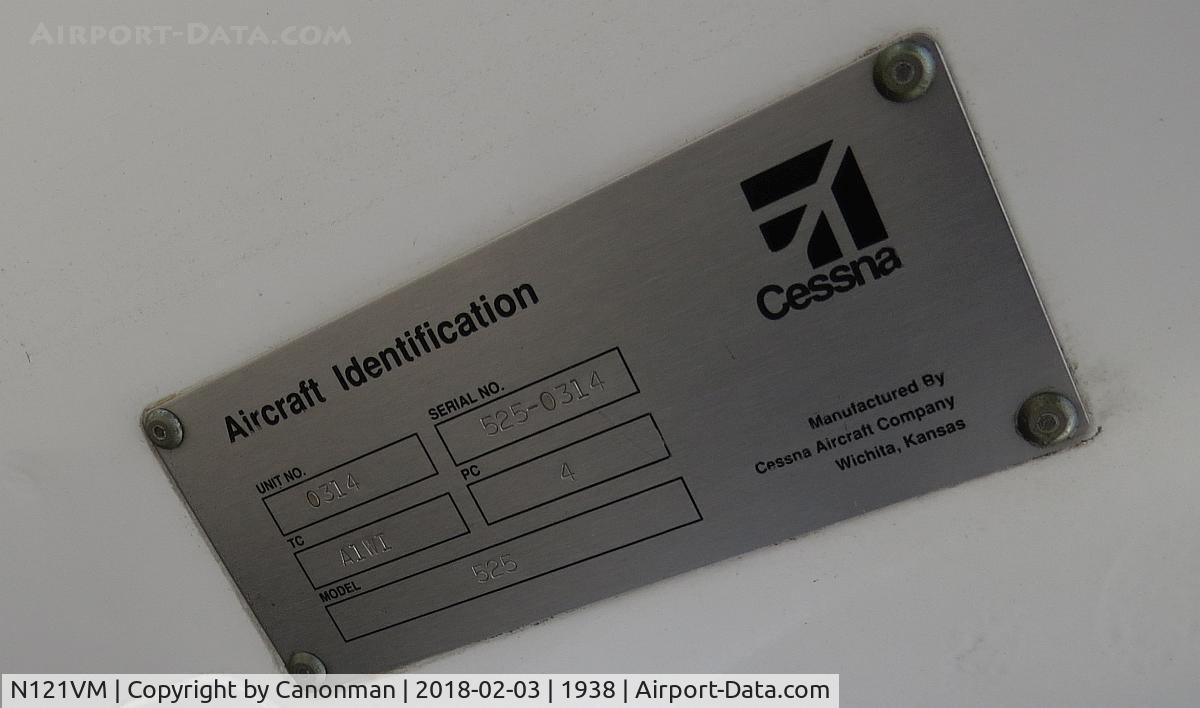 AIRPORT-DATA.COM
Cessna
Aircraft Identification
UNIT NO.
0314
SERIAL NO.
525-0314
TC
A1WI
PC
4
MODEL
525
Manufactured By
Cessna Aircraft Company
Wichita, Kansas
N121VM | Copyright by Canonman | 2018-02-03 | 1938 | Airport-Data.com